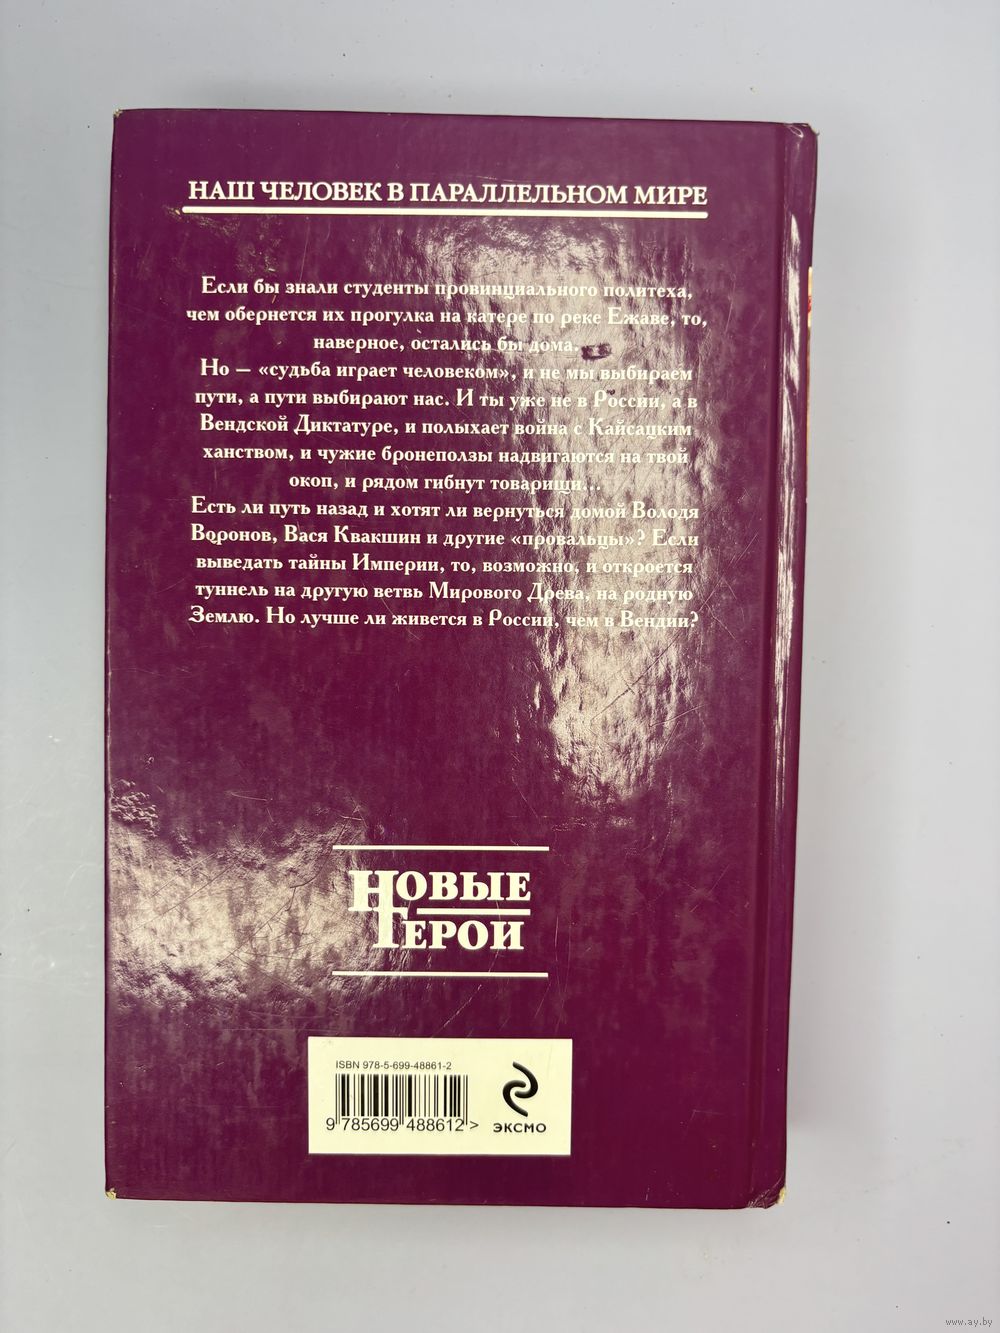 НАШ ЧЕЛОВЕК В ПАРАЛЛЕЛЬНОМ МИРЕ
Если бы знали студенты провинциального политеха,
чем обернется их прогулка на катере по реке Ежаве, то,
наверное, остались бы дома.
Но — «судьба играет человеком», и не мы выбираем
пути, а пути выбирают нас. И ты уже не в России, а в
Вендской Диктатуре, и полыхает война с Кайсацким
ханством, и чужие бронеползы надвигаются на твой
окоп, и рядом гибнут товарищи...
Есть ли путь назад и хотят ли вернуться домой Володя
Воронов, Вася Квакшин и другие «провальцы»? Если
выведать тайны Империи, то, возможно, и откроется
туннель на другую ветвь Мирового Древа, на родную
Землю. Но лучше ли живется в России, чем в Вендии?
НОВЫЕ
ГЕРОИ
ISBN 978-5-699-48861-2
9 785699 488612 >
ЭКСМО
www.ay.by